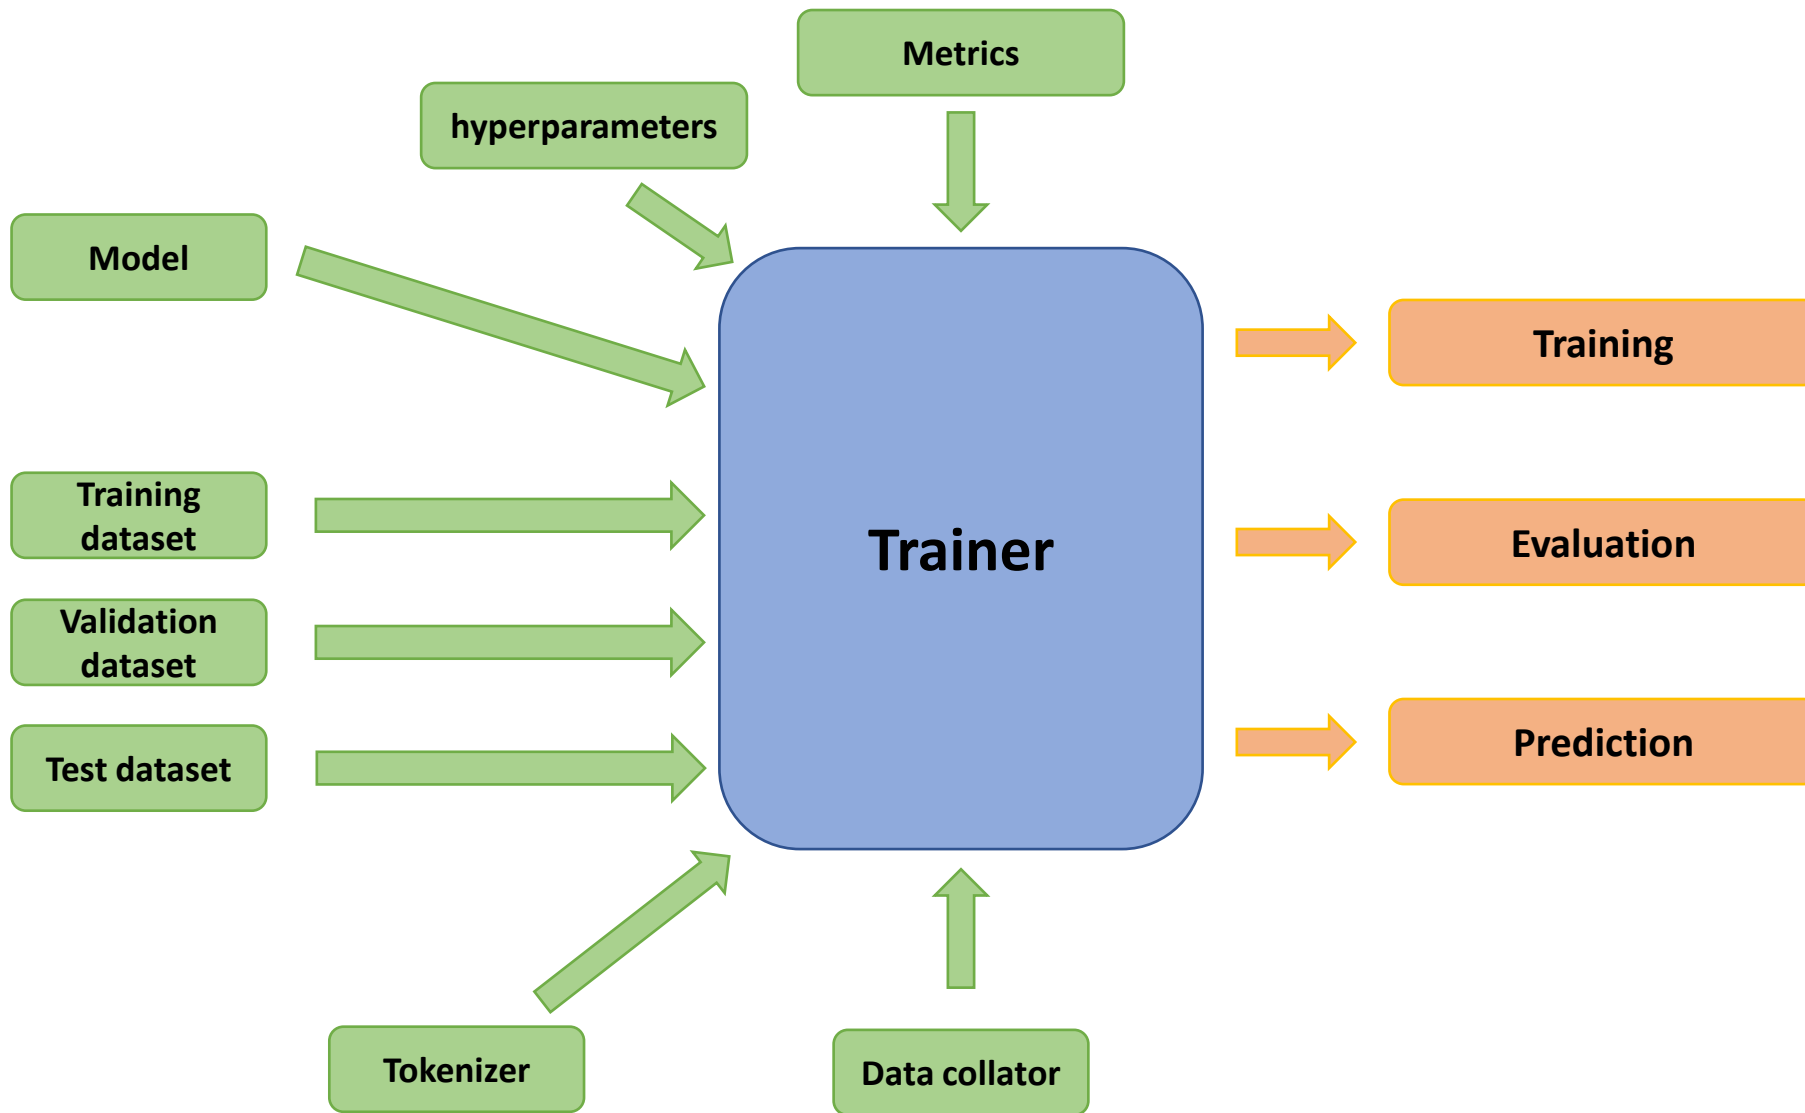 Metrics
hyperparameters
Model
Training
Training
dataset
Trainer
Evaluation
Validation
dataset
Test dataset
Prediction
Tokenizer
Data collator